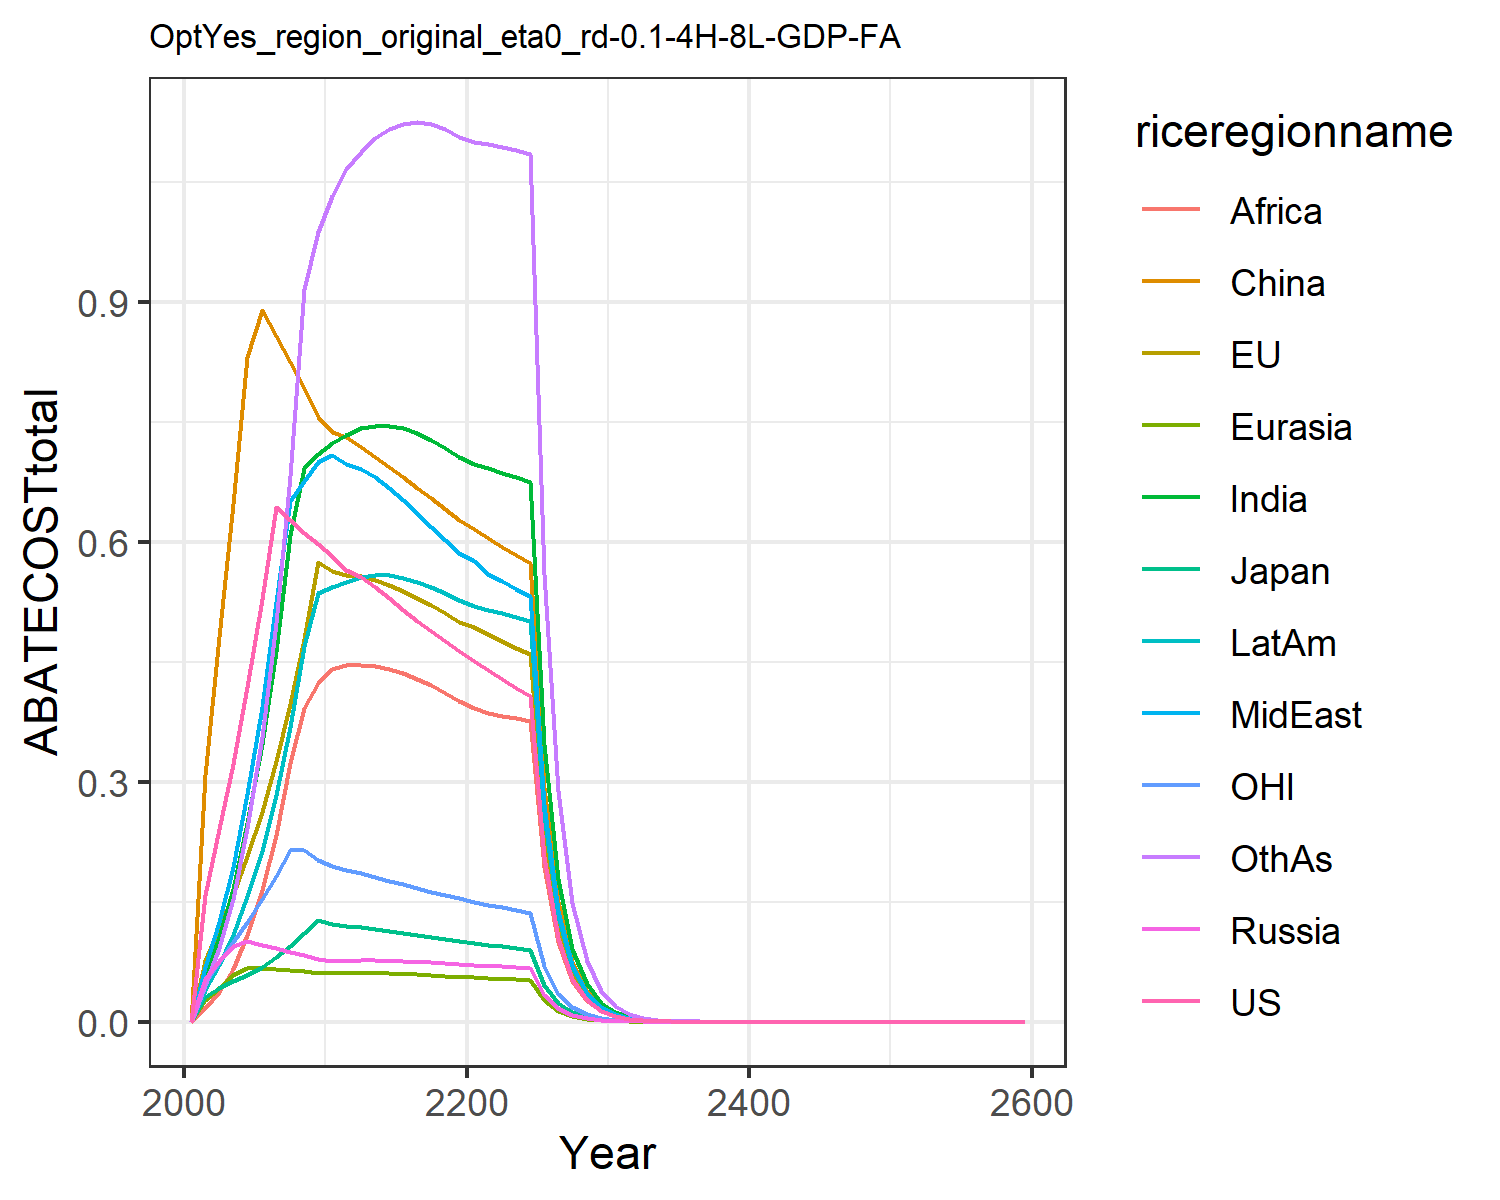 OptYes_region_original_eta0_rd-0.1-4H-8L-GDP-FA
ABATECOSTtotal
0.9
0.6
0.3
0.0
2000 2200 2400 2600
Year
riceregionname
Africa
China
EU
Eurasia
India
Japan
LatAm
MidEast
OHI
OthAs
Russia
US